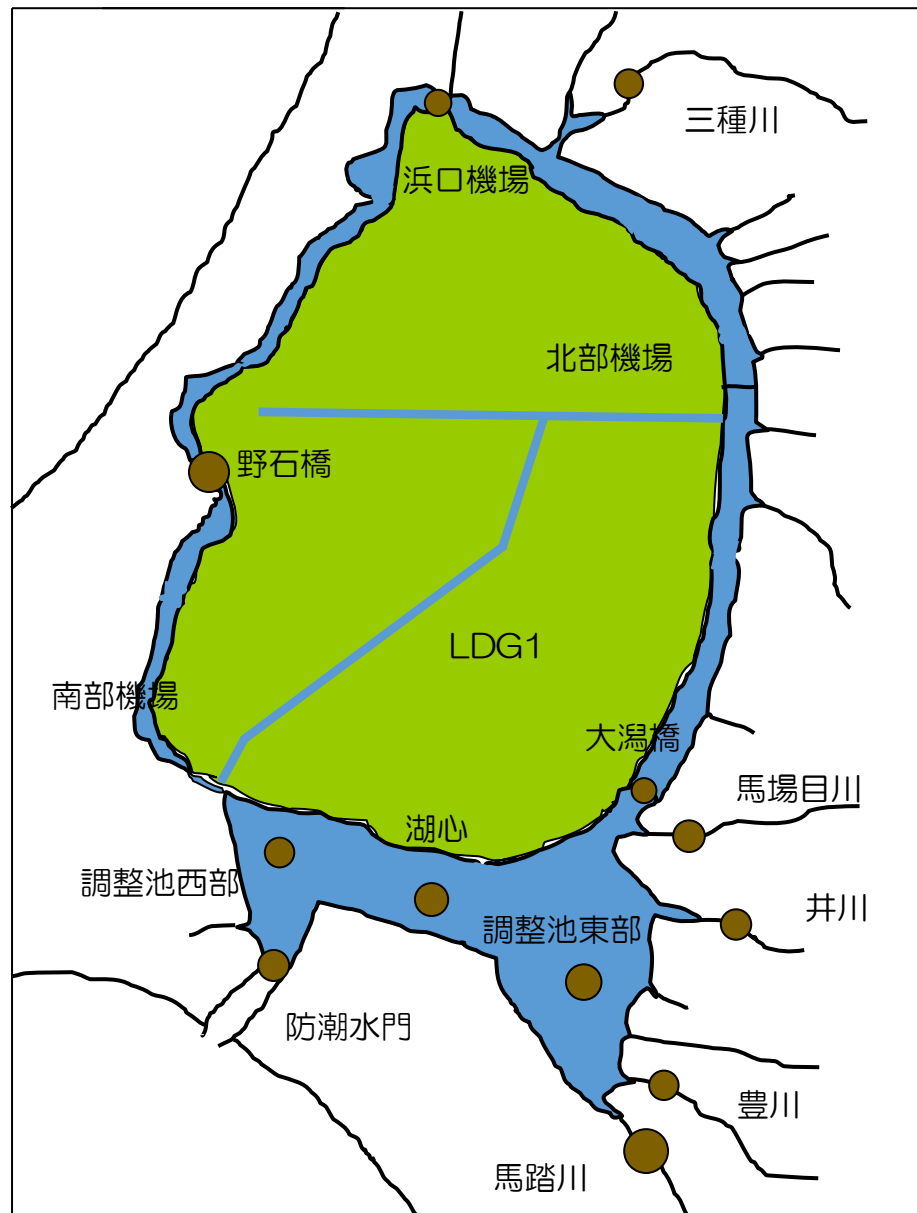 三種川
浜口機場
北部機場
野石橋
LDG1
南部機場
大潟橋
馬場目川
湖心
調整池西部
井川
調整池東部
防潮水門
豊川
馬踏川